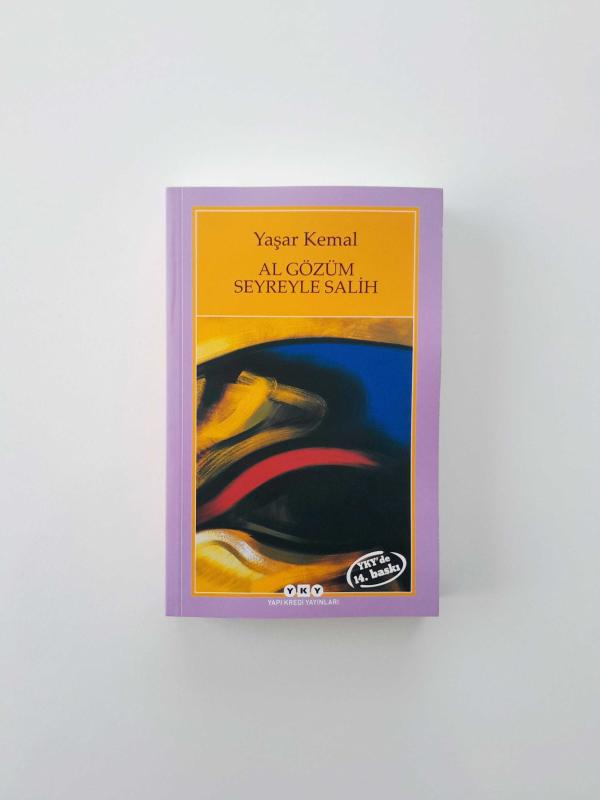 Yaşar Kemal
AL GÖZÜM
SEYREYLE SALİH
YKY'de
14. baskı
YKY
YAPI KREDİ YAYINLARI